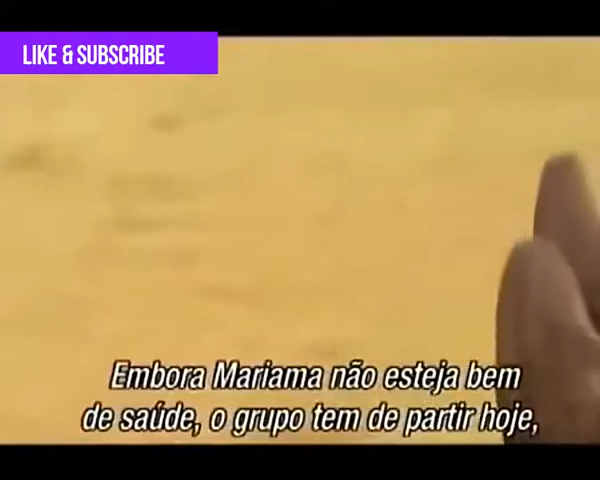 LIKE & SUBSCRIBE
Embora Mariama não esteja bem
de saúde, o grupo tem de partir hoje,